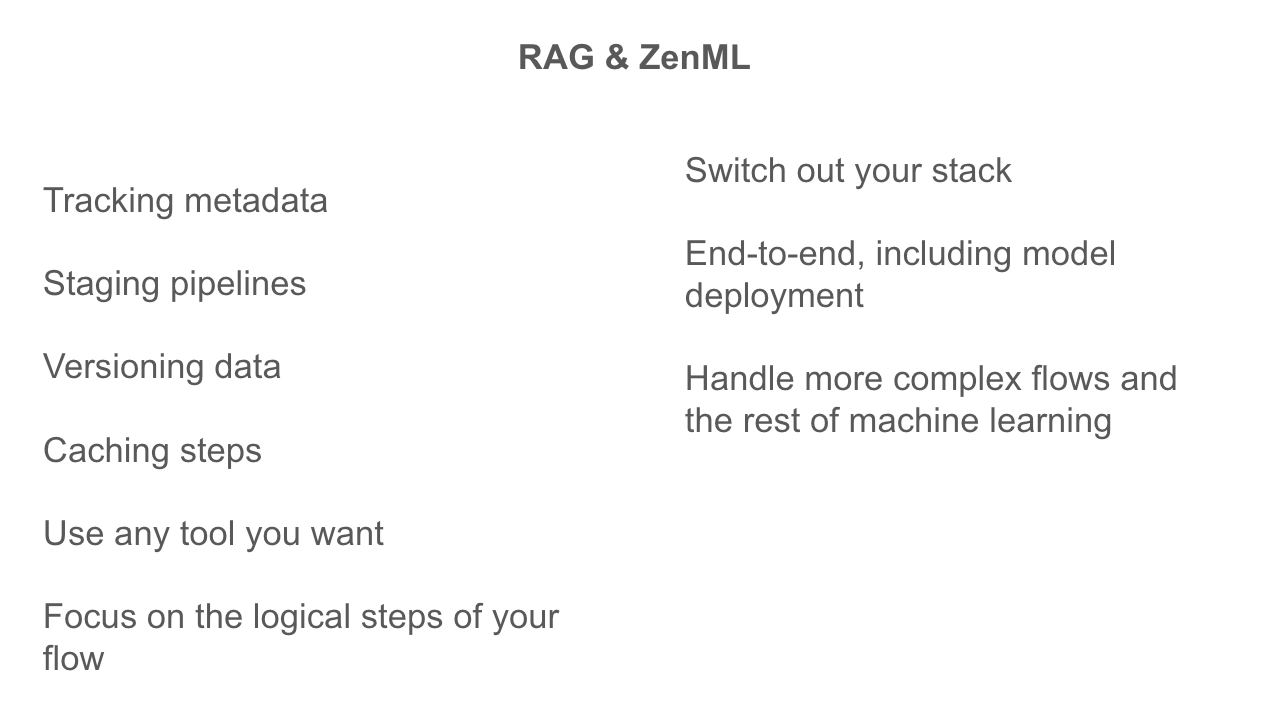 RAG & ZenML
Tracking metadata
Staging pipelines
Versioning data
Caching steps
Use any tool you want
Focus on the logical steps of your
flow
Switch out your stack
End-to-end, including model
deployment
Handle more complex flows and
the rest of machine learning